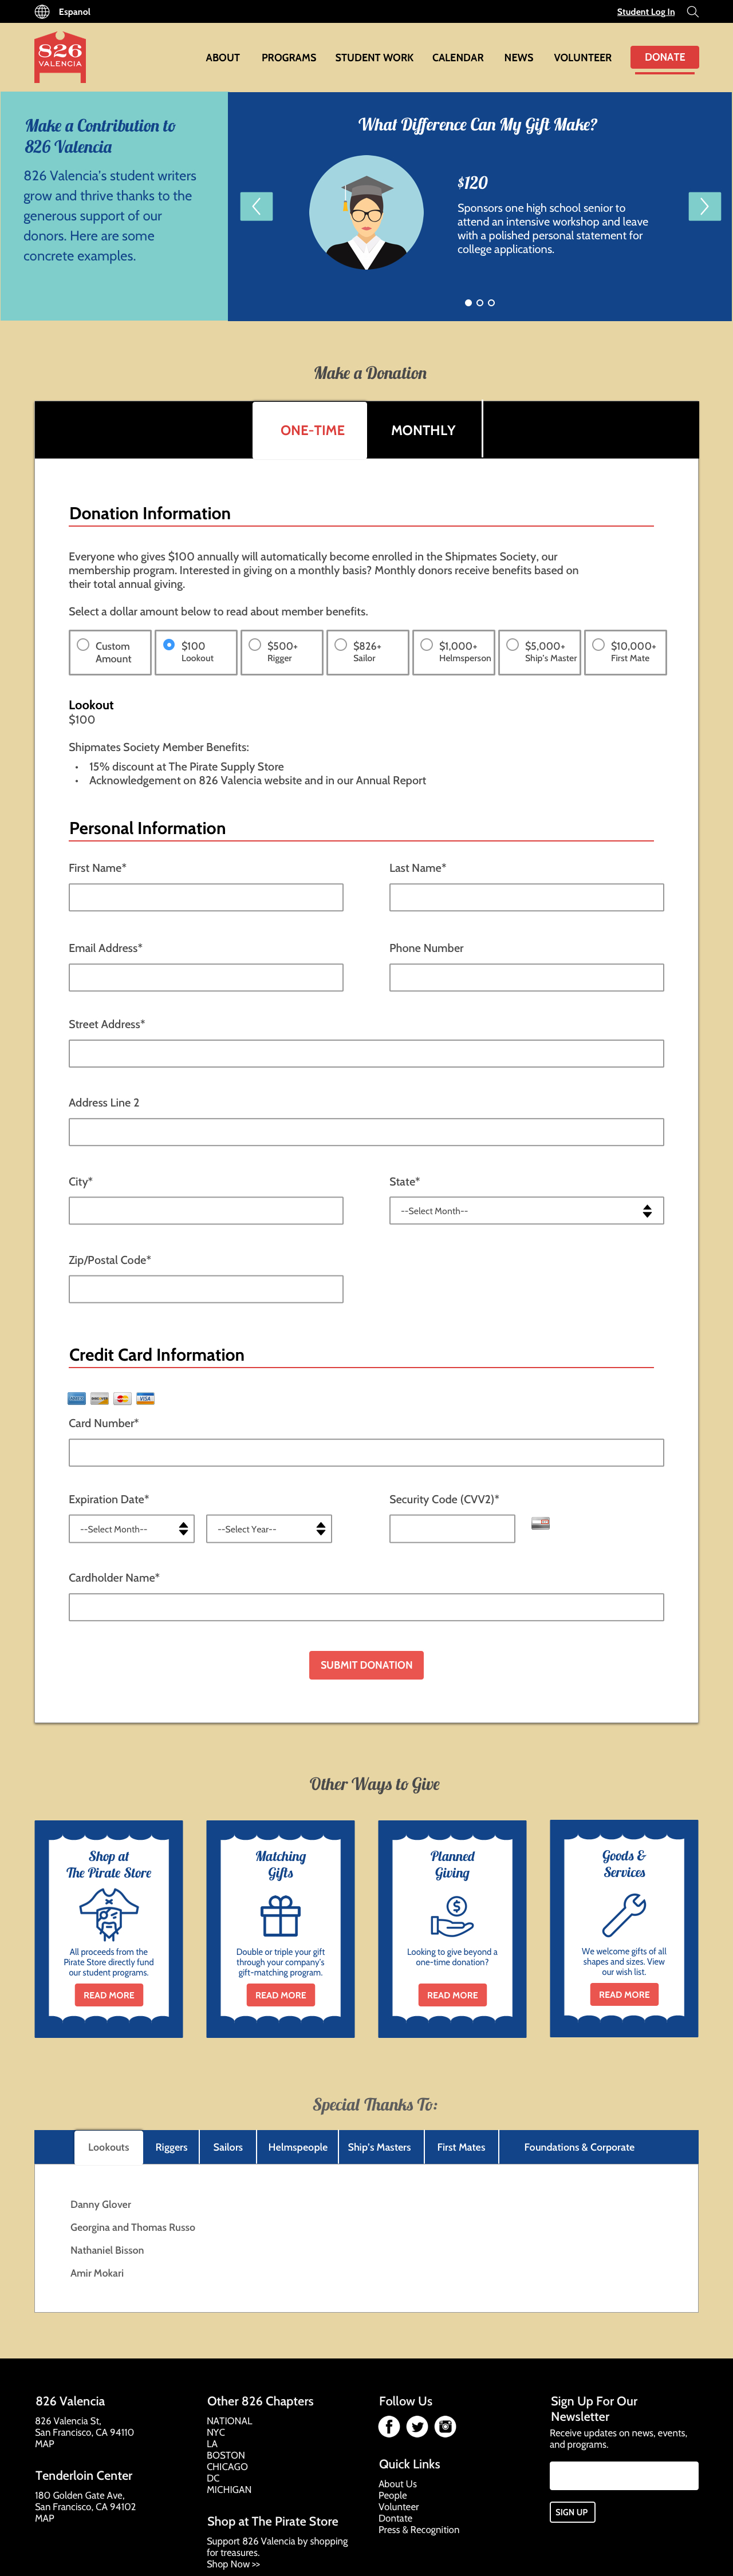 Espanol
Student Log In
826
VALENCIA
ABOUT
PROGRAMS
STUDENT WORK
CALENDAR
NEWS
VOLUNTEER
DONATE
Make a Contribution to
826 Valencia
826 Valencia's student writers
grow and thrive thanks to the
generous support of our
donors. Here are some
concrete examples.
What Difference Can My Gift Make?
$120
Sponsors one high school senior to
attend an intensive workshop and leave
with a polished personal statement for
college applications.
Make a Donation
ONE-TIME
MONTHLY
Donation Information
Everyone who gives $100 annually will automatically become enrolled in the Shipmates Society, our
membership program. Interested in giving on a monthly basis? Monthly donors receive benefits based on
their total annual giving.
Select a dollar amount below to read about member benefits.
Custom
Amount
$100
Lookout
$500+
Rigger
$826+
Sailor
$1,000+
Helmsperson
$5,000+
Ship's Master
$10,000+
First Mate
Lookout
$100
Shipmates Society Member Benefits:
• 15% discount at The Pirate Supply Store
• Acknowledgement on 826 Valencia website and in our Annual Report
Personal Information
First Name*
Last Name*
Email Address*
Phone Number
Street Address*
Address Line 2
City*
State*
--Select Month--
Zip/Postal Code*
Credit Card Information
VISA
Card Number*
Expiration Date*
Security Code (CVV2)*
--Select Month--
--Select Year--
Cardholder Name*
SUBMIT DONATION
Other Ways to Give
Shop at
The Pirate Store
All proceeds from the
Pirate Store directly fund
our student programs.
READ MORE
Matching
Gifts
Double or triple your gift
through your company's
gift-matching program.
READ MORE
Planned
Giving
$
Looking to give beyond a
one-time donation?
READ MORE
Goods &
Services
We welcome gifts of all
shapes and sizes. View
our wish list.
READ MORE
Special Thanks To:
Lookouts
Riggers
Sailors
Helmspeople
Ship's Masters
First Mates
Foundations & Corporate
Danny Glover
Georgina and Thomas Russo
Nathaniel Bisson
Amir Mokari
826 Valencia
826 Valencia St,
San Francisco, CA 94110
MAP
Tenderloin Center
180 Golden Gate Ave,
San Francisco, CA 94102
MAP
Other 826 Chapters
NATIONAL
NYC
LA
BOSTON
CHICAGO
DC
MICHIGAN
Shop at The Pirate Store
Support 826 Valencia by shopping
for treasures.
Shop Now >>
Follow Us
Quick Links
About Us
People
Volunteer
Dontate
Press & Recognition
Sign Up For Our
Newsletter
Receive updates on news, events,
and programs.
SIGN UP